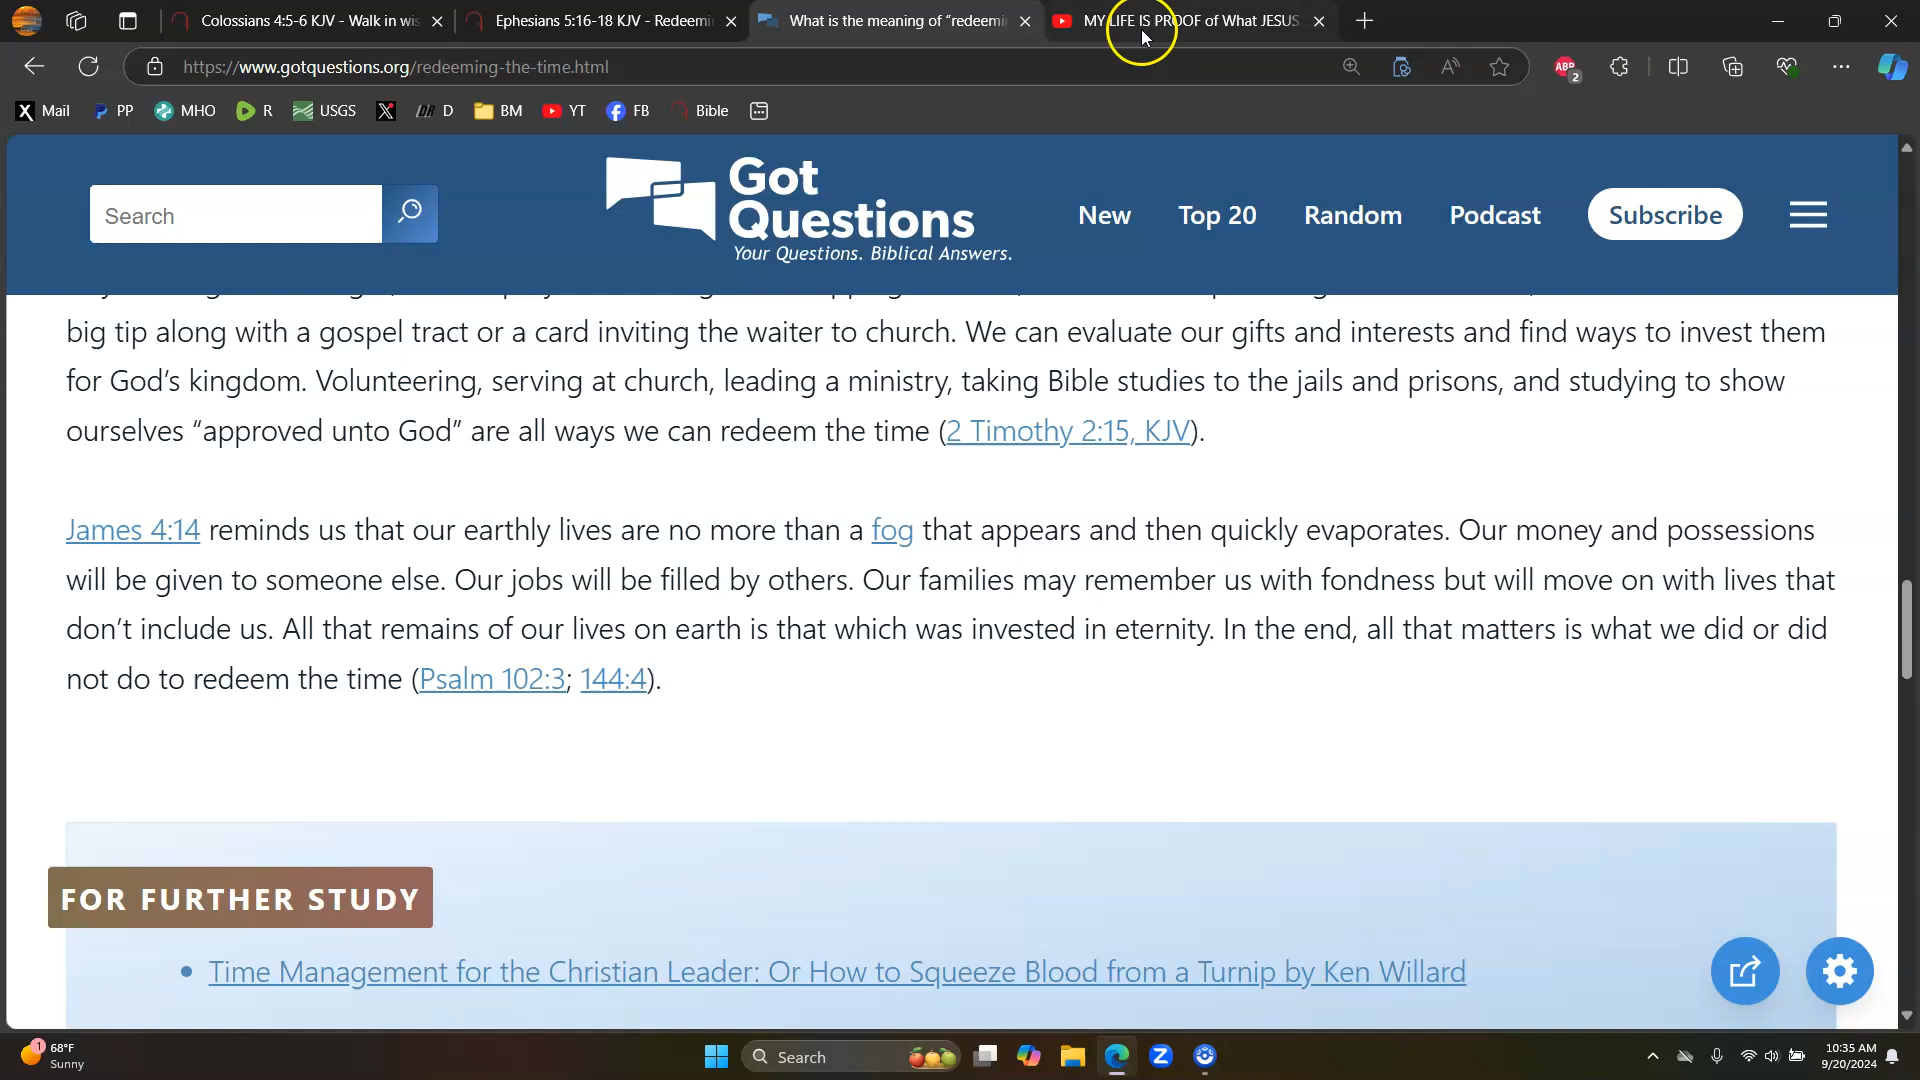 Colossians 4:5-6 KJV - Walk in wis
Ephesians 5:16-18 KJV - Redeemi
What is the meaning of “redeemi
MY LIFE IS PROOF of What JESUS
https://www.gotquestions.org/redeeming-the-time.html
ABP
2
X Mail
PP
MHO
R
USGS
X
DR D
BM
YT
FB
Bible
Search
Got
Questions
Your Questions. Biblical Answers.
New
Top 20
Random
Podcast
Subscribe
big tip along with a gospel tract or a card inviting the waiter to church. We can evaluate our gifts and interests and find ways to invest them
for God’s kingdom. Volunteering, serving at church, leading a ministry, taking Bible studies to the jails and prisons, and studying to show
ourselves “approved unto God” are all ways we can redeem the time (2 Timothy 2:15, KJV).
James 4:14 reminds us that our earthly lives are no more than a fog that appears and then quickly evaporates. Our money and possessions
will be given to someone else. Our jobs will be filled by others. Our families may remember us with fondness but will move on with lives that
don’t include us. All that remains of our lives on earth is that which was invested in eternity. In the end, all that matters is what we did or did
not do to redeem the time (Psalm 102:3; 144:4).
FOR FURTHER STUDY
Time Management for the Christian Leader: Or How to Squeeze Blood from a Turnip by Ken Willard
1
68°F
Sunny
Search
Z
10:35 AM
9/20/2024